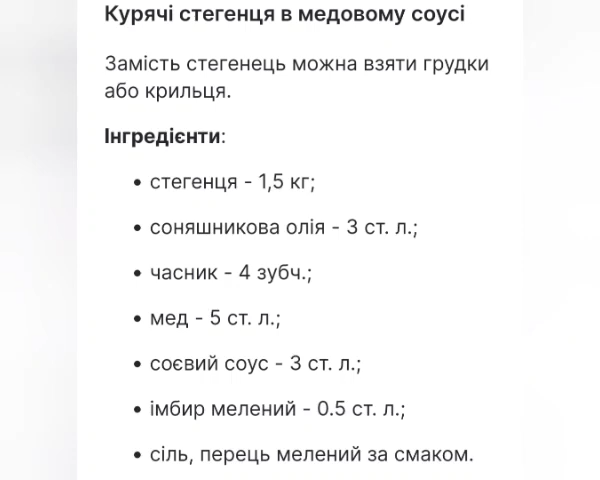 Курячі стегенця в медовому соусі
Замість стегенець можна взяти грудки
або крильця.
Інгредієнти:
• стегенця - 1,5 кг;
• соняшникова олія - 3 ст. л.;
• часник - 4 зубч.;
• мед - 5 ст. л.;
• соєвий соус - 3 ст. л.;
• імбир мелений - 0.5 ст. л.;
• сіль, перець мелений за смаком.